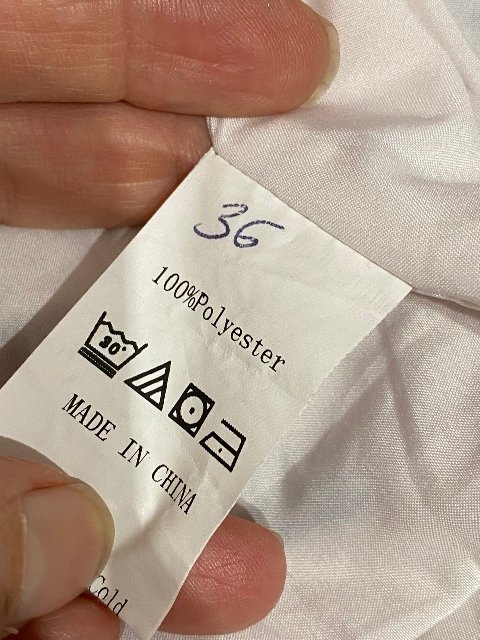 36
100%Polyester
30°
MADE IN CHINA
Cold